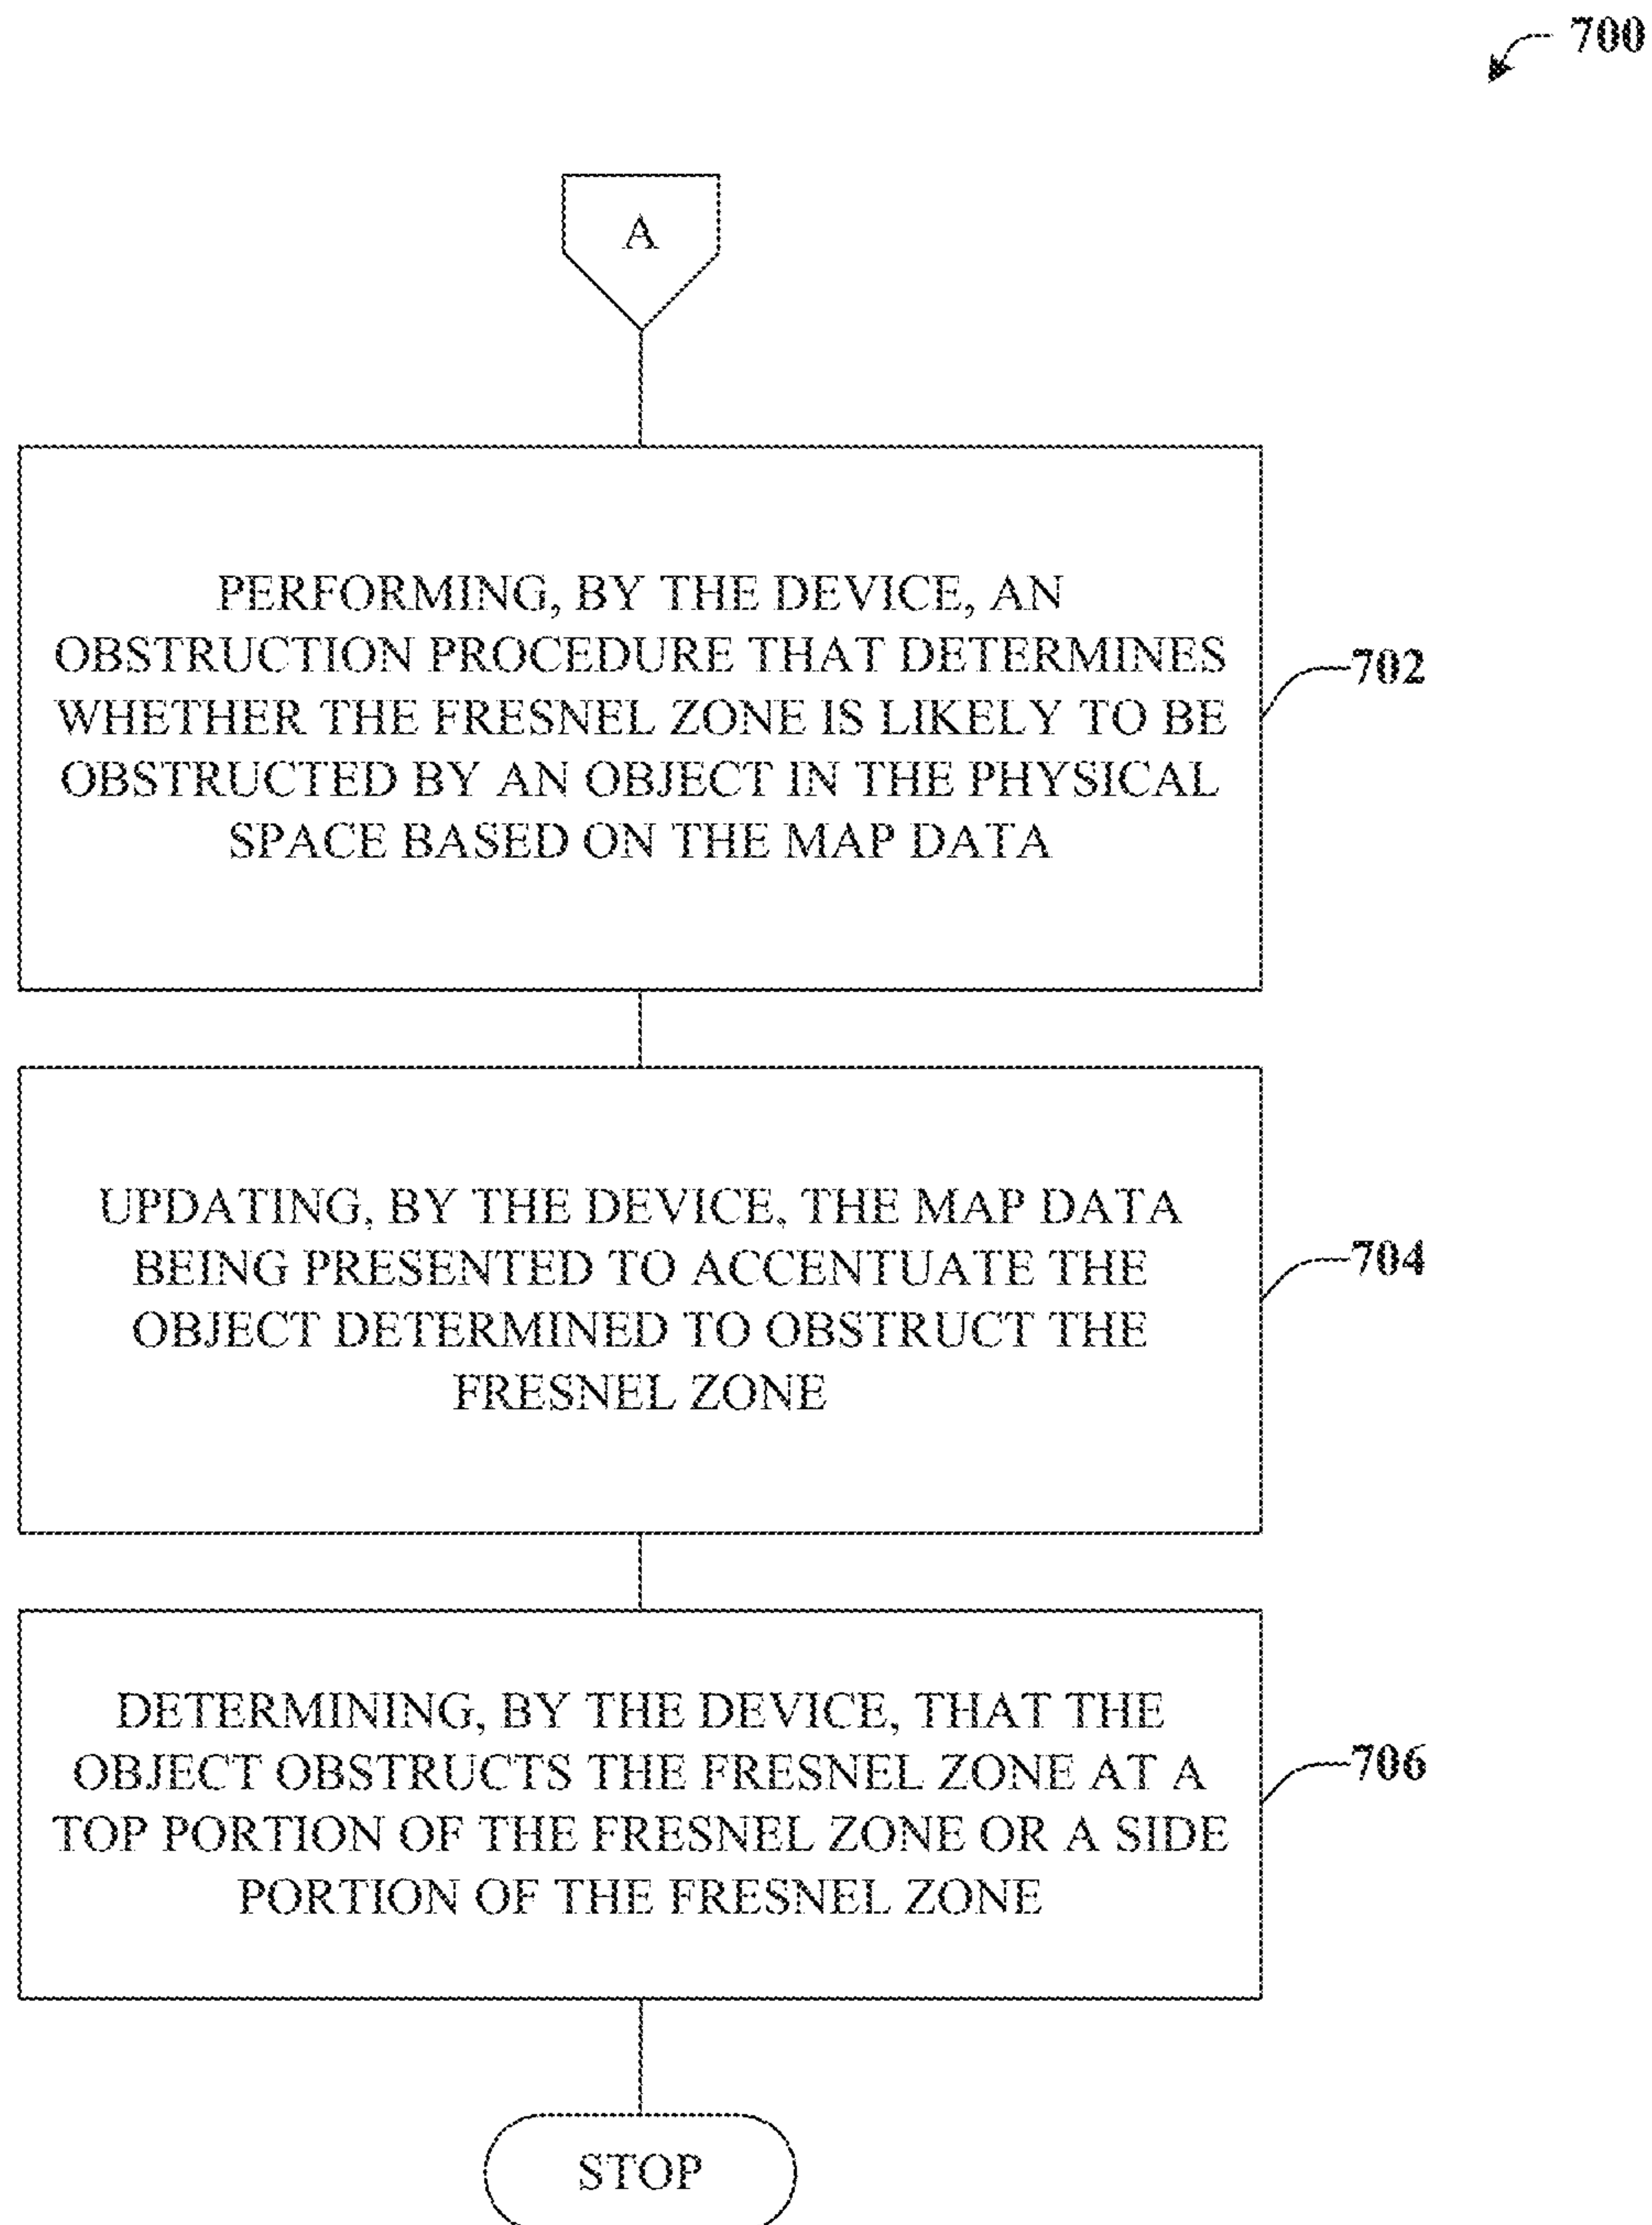 700
A
PERFORMING, BY THE DEVICE, AN
OBSTRUCTION PROCEDURE THAT DETERMINES
WHETHER THE FRESNEL ZONE IS LIKELY TO BE
OBSTRUCTED BY AN OBJECT IN THE PHYSICAL
SPACE BASED ON THE MAP DATA
702
UPDATING, BY THE DEVICE, THE MAP DATA
BEING PRESENTED TO ACCENTUATE THE
OBJECT DETERMINED TO OBSTRUCT THE
FRESNEL ZONE
704
DETERMINING, BY THE DEVICE, THAT THE
OBJECT OBSTRUCTS THE FRESNEL ZONE AT A
TOP PORTION OF THE FRESNEL ZONE OR A SIDE
PORTION OF THE FRESNEL ZONE
706
STOP